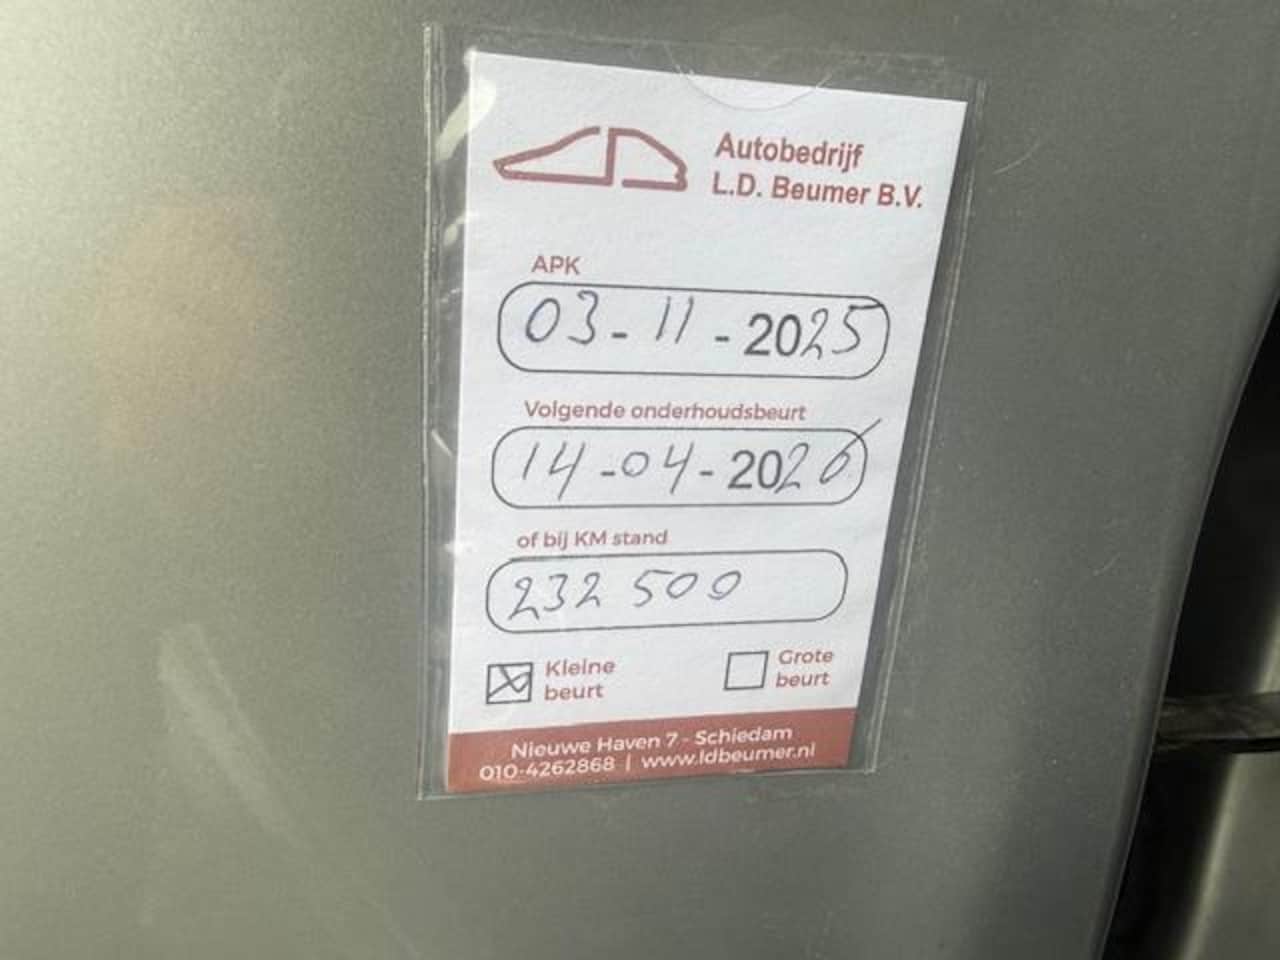 Autobedrijf
L.D. Beumer B.V.
APK
03-11-2025
Volgende onderhoudsbeurt
14-04-2026
of bij KM stand
232 500
Kleine
beurt
Grote
beurt
Nieuwe Haven 7 - Schiedam
010-4262868 | www.ldbeumer.nl